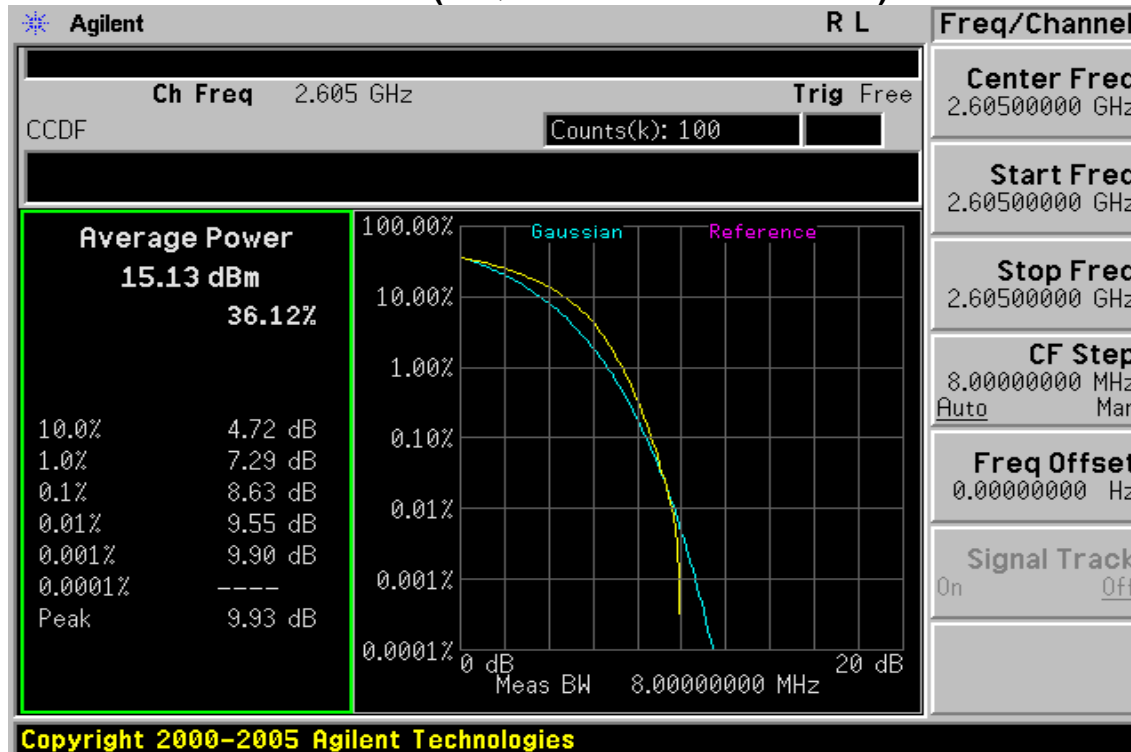 Agilent R L Freq/Channel
Ch Freq 2.605 GHz Trig Free
CCDF Counts(k): 100
Average Power
15.13 dBm
36.12%
10.0% 4.72 dB
1.0% 7.29 dB
0.1% 8.63 dB
0.01% 9.55 dB
0.001% 9.90 dB
0.0001% ----
Peak 9.93 dB
Gaussian Reference
100.00%
10.00%
1.00%
0.10%
0.01%
0.001%
0.0001%
0 dB 20 dB
Meas BW 8.00000000 MHz
Center Freq
2.60500000 GHz
Start Freq
2.60500000 GHz
Stop Freq
2.60500000 GHz
CF Step
8.00000000 MHz
Auto Man
Freq Offset
0.00000000 Hz
Signal Track
On Off
Copyright 2000-2005 Agilent Technologies